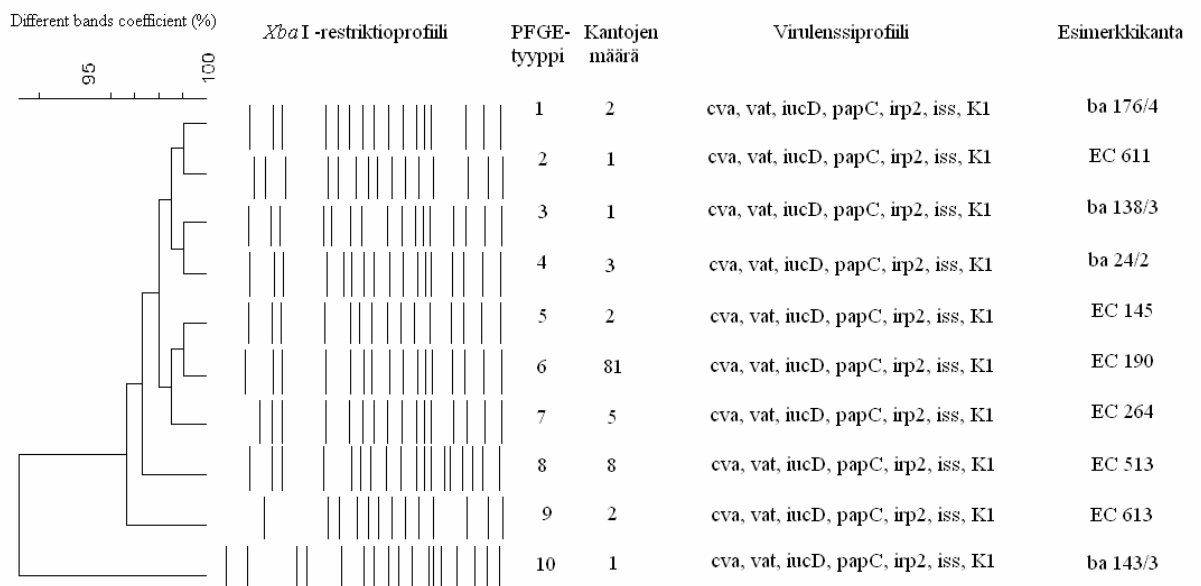 Different bands coefficient (%)
95
100
Xba I -restriktioprofiili
PFGE-
tyyppi
Kantojen
määrä
Virulenssiprofiili
Esimerkkikanta
1 2 cva, vat, iucD, papC, irp2, iss, K1 ba 176/4
2 1 cva, vat, iucD, papC, irp2, iss, K1 EC 611
3 1 cva, vat, iucD, papC, irp2, iss, K1 ba 138/3
4 3 cva, vat, iucD, papC, irp2, iss, K1 ba 24/2
5 2 cva, vat, iucD, papC, irp2, iss, K1 EC 145
6 81 cva, vat, iucD, papC, irp2, iss, K1 EC 190
7 5 cva, vat, iucD, papC, irp2, iss, K1 EC 264
8 8 cva, vat, iucD, papC, irp2, iss, K1 EC 513
9 2 cva, vat, iucD, papC, irp2, iss, K1 EC 613
10 1 cva, vat, iucD, papC, irp2, iss, K1 ba 143/3